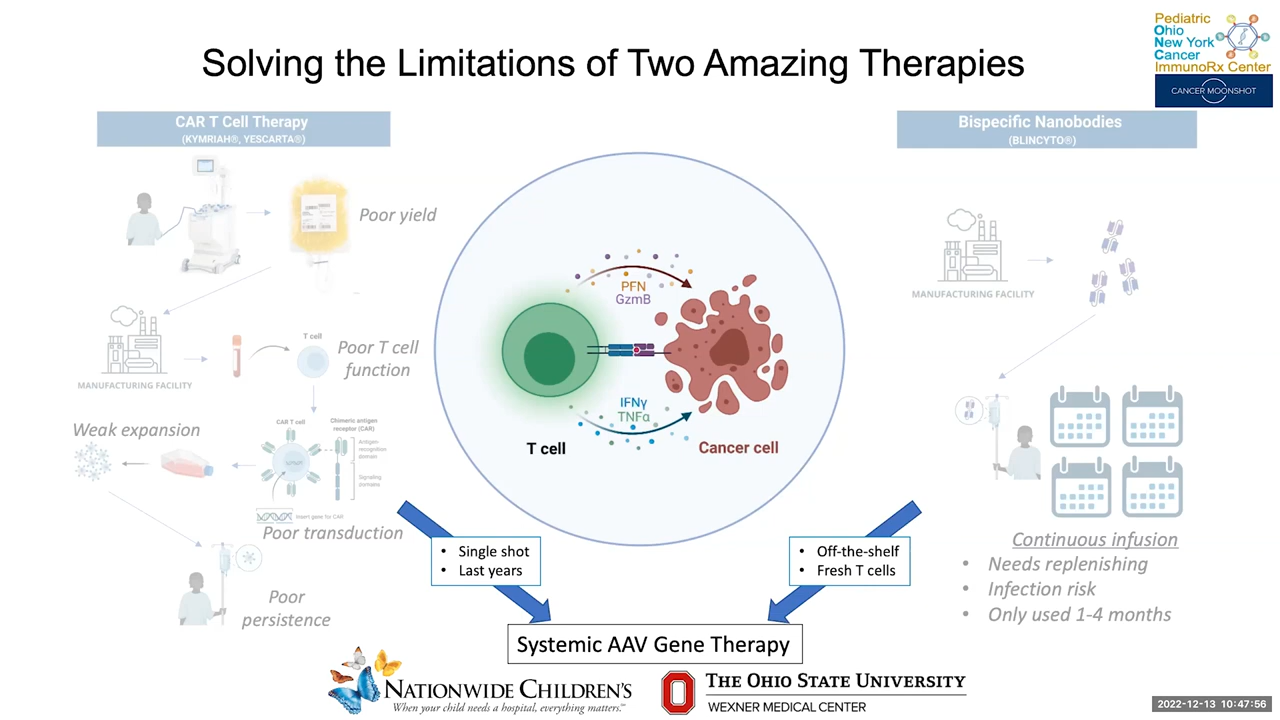 Solving the Limitations of Two Amazing Therapies
Pediatric
Ohio
New York
Cancer
ImmunoRx Center
CANCER MOONSHOT
CAR T Cell Therapy
(KYMRIAH®, YESCARTA®)
Poor yield
MANUFACTURING FACILITY
T cell
Poor T cell
function
Weak expansion
CAR T cell
Chimeric antigen
receptor (CAR)
Antigen-
recognition
domain
Signaling
domains
Insert gene for CAR
Poor transduction
Poor
persistence
PFN
GzmB
IFNγ
TNFα
T cell
Cancer cell
Bispecific Nanobodies
(BLINCYTO®)
MANUFACTURING FACILITY
Continuous infusion
• Needs replenishing
• Infection risk
• Only used 1-4 months
• Single shot
• Last years
• Off-the-shelf
• Fresh T cells
Systemic AAV Gene Therapy
NATIONWIDE CHILDREN'S
When your child needs a hospital, everything matters.℠
THE OHIO STATE UNIVERSITY
WEXNER MEDICAL CENTER
2022-12-13 10:47:56